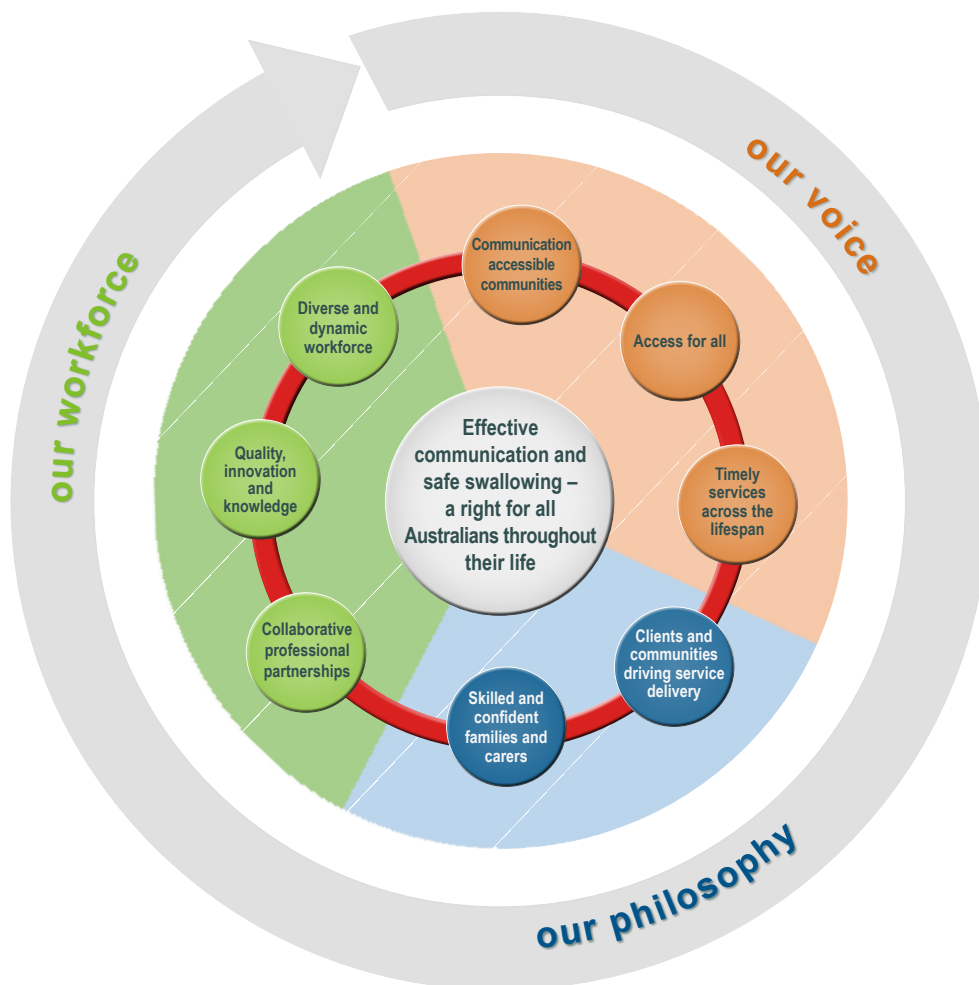 our voice
Communication
accessible
communities
Access for all
Timely
services
across the
lifespan
our philosophy
Clients and
communities
driving service
delivery
Skilled and
confident
families and
carers
our workforce
Collaborative
professional
partnerships
Quality,
innovation
and
knowledge
Diverse and
dynamic
workforce
Effective
communication and
safe swallowing –
a right for all
Australians throughout
their life